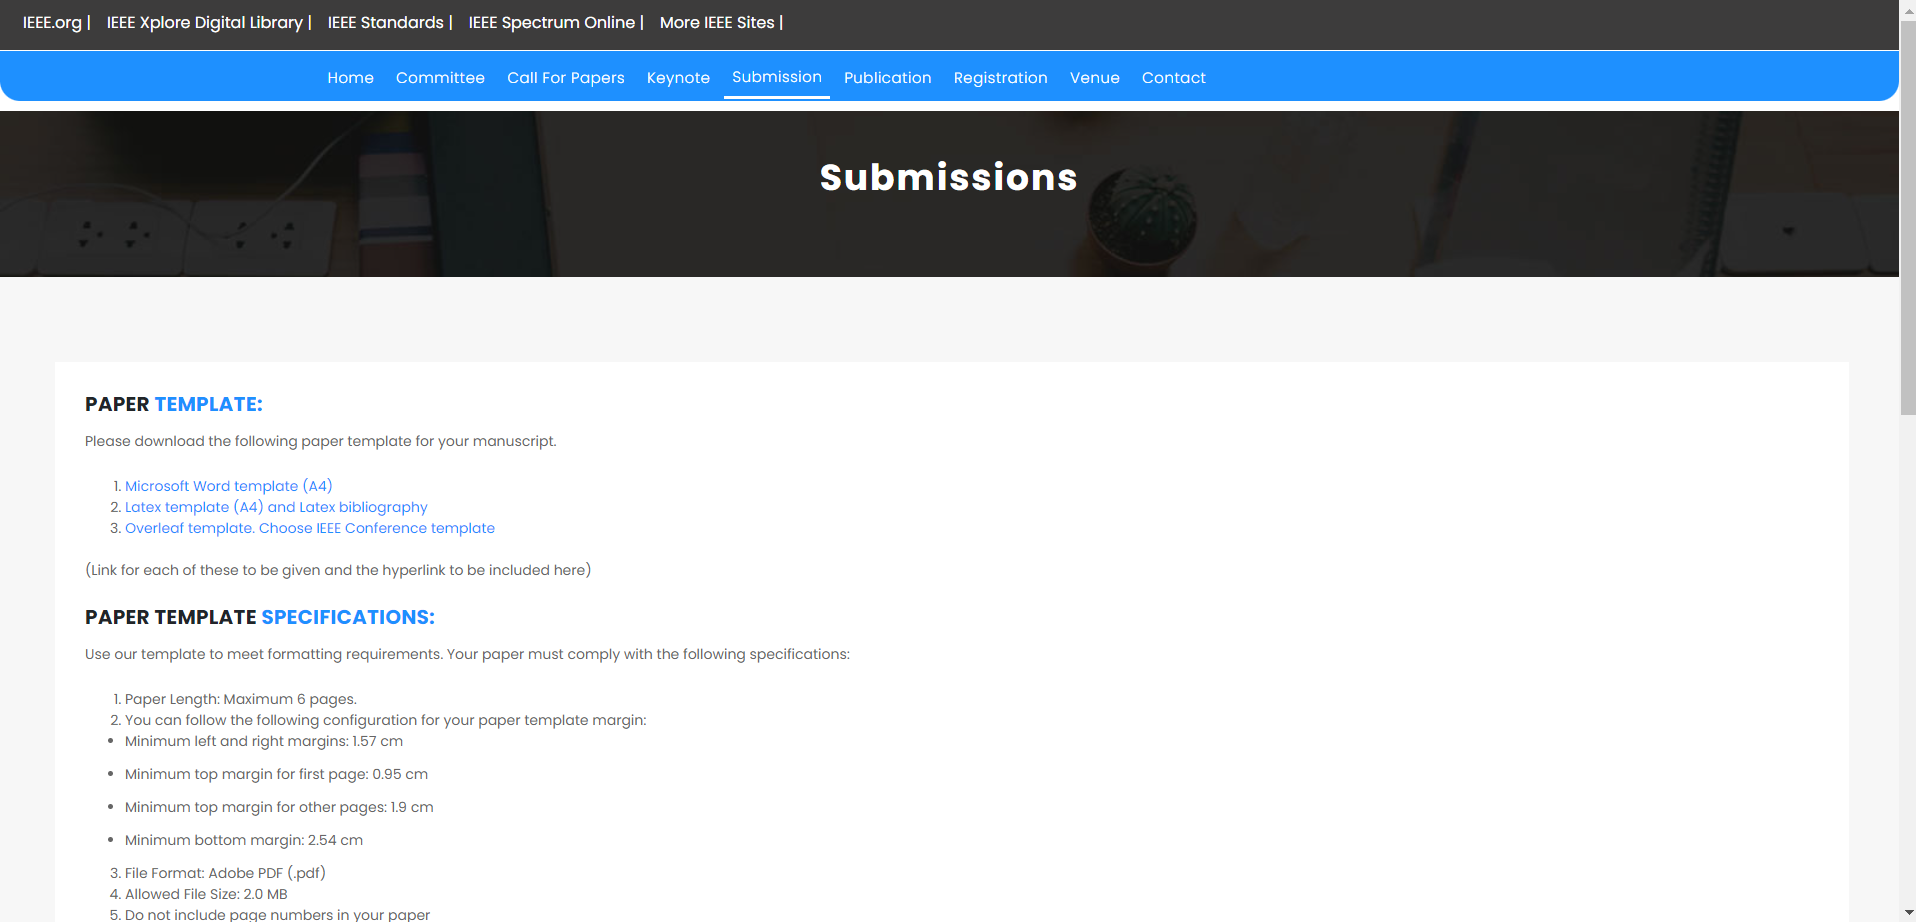 IEEE.org | IEEE Xplore Digital Library | IEEE Standards | IEEE Spectrum Online | More IEEE Sites |
Home Committee Call For Papers Keynote Submission Publication Registration Venue Contact
Submissions
PAPER TEMPLATE:
Please download the following paper template for your manuscript.
1. Microsoft Word template (A4)
2. Latex template (A4) and Latex bibliography
3. Overleaf template. Choose IEEE Conference template
(Link for each of these to be given and the hyperlink to be included here)
PAPER TEMPLATE SPECIFICATIONS:
Use our template to meet formatting requirements. Your paper must comply with the following specifications:
1. Paper Length: Maximum 6 pages.
2. You can follow the following configuration for your paper template margin:
• Minimum left and right margins: 1.57 cm
• Minimum top margin for first page: 0.95 cm
• Minimum top margin for other pages: 1.9 cm
• Minimum bottom margin: 2.54 cm
3. File Format: Adobe PDF (.pdf)
4. Allowed File Size: 2.0 MB
5. Do not include page numbers in your paper